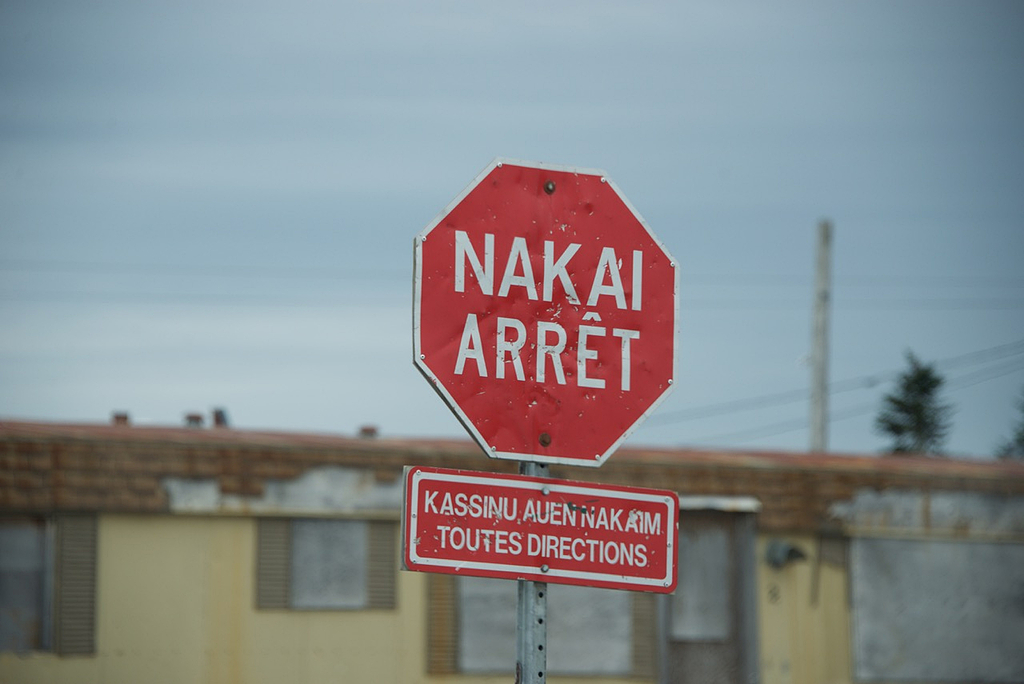 NAKAI
ARRÊT
KASSINU AUEN NAKAIM
TOUTES DIRECTIONS